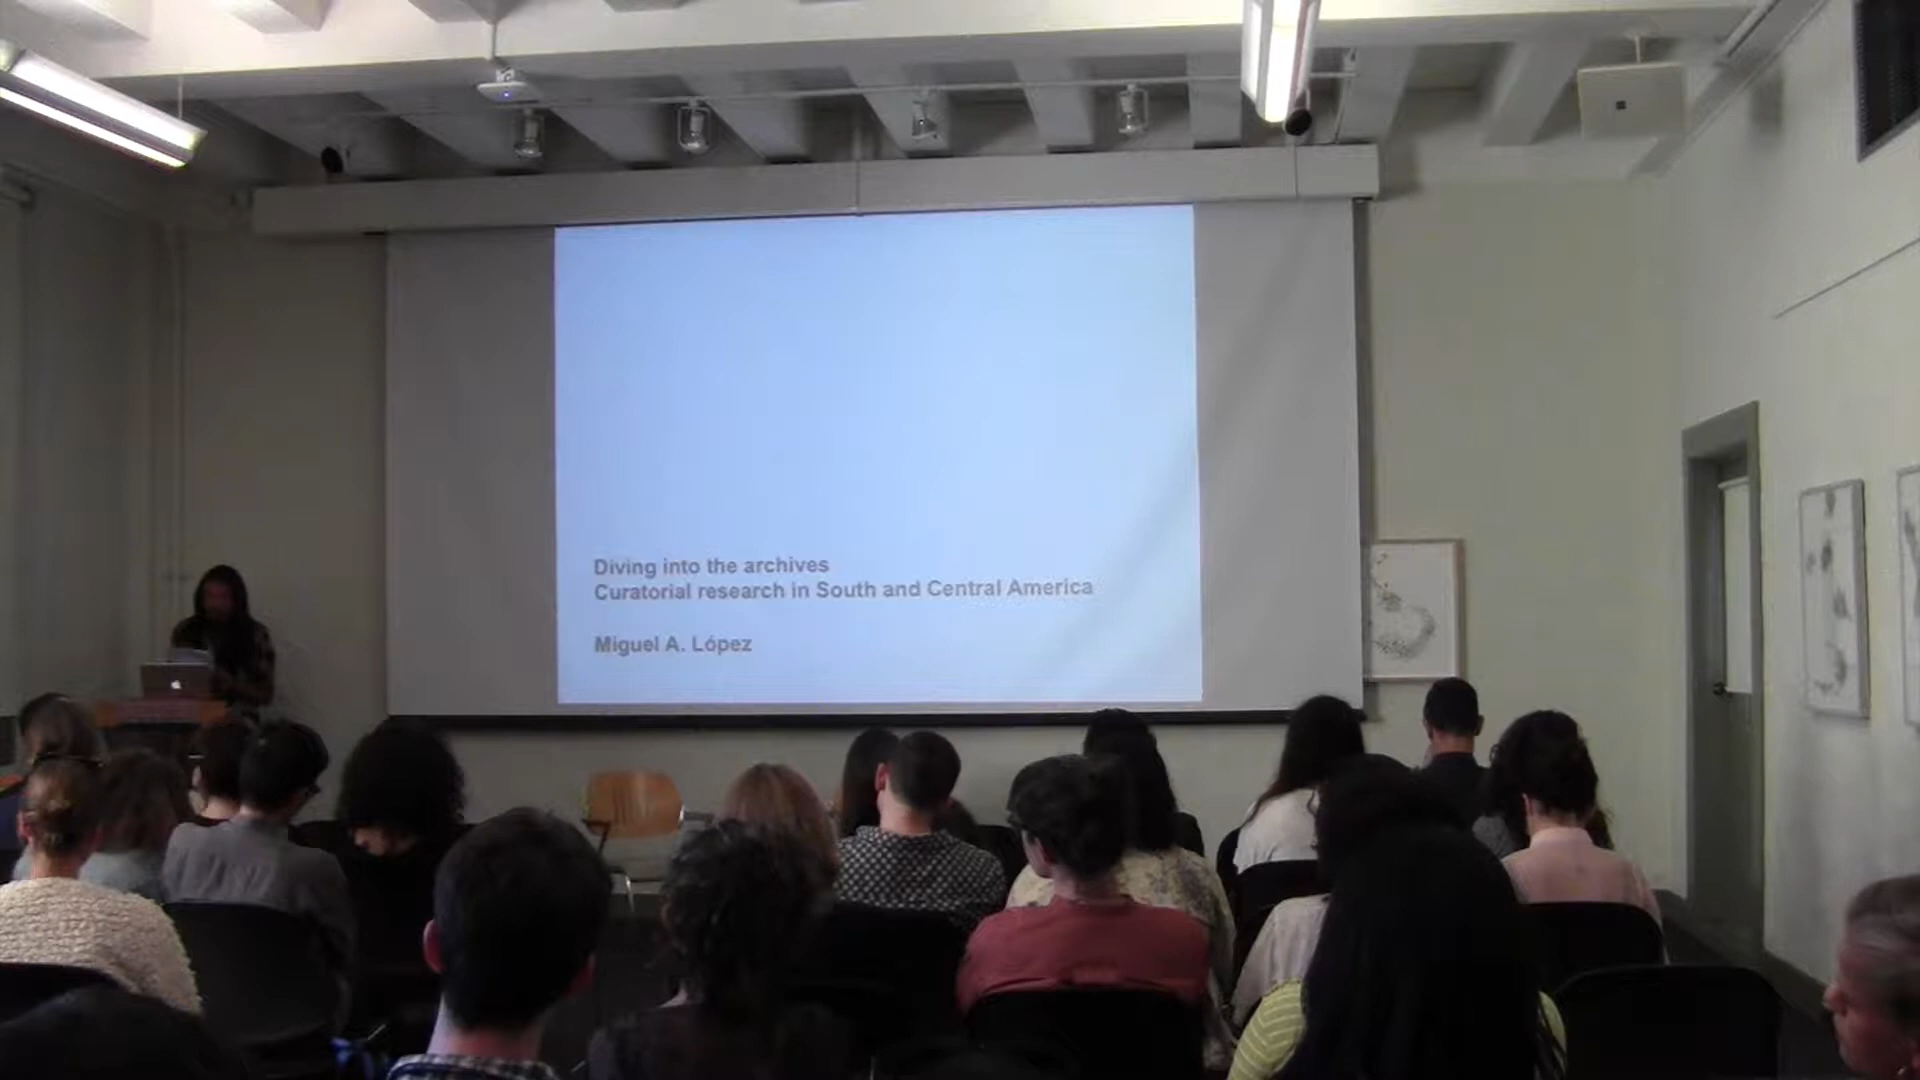 Diving into the archives
Curatorial research in South and Central America
Miguel A. López